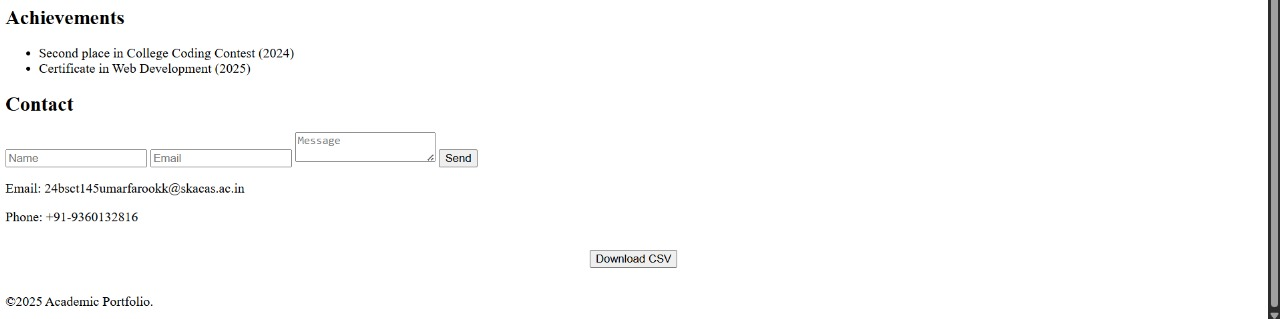 Achievements
Second place in College Coding Contest (2024)
Certificate in Web Development (2025)
Contact
Name Email Message Send
Email: 24bsct145umarfarookk@skacas.ac.in
Phone: +91-9360132816
Download CSV
©2025 Academic Portfolio.